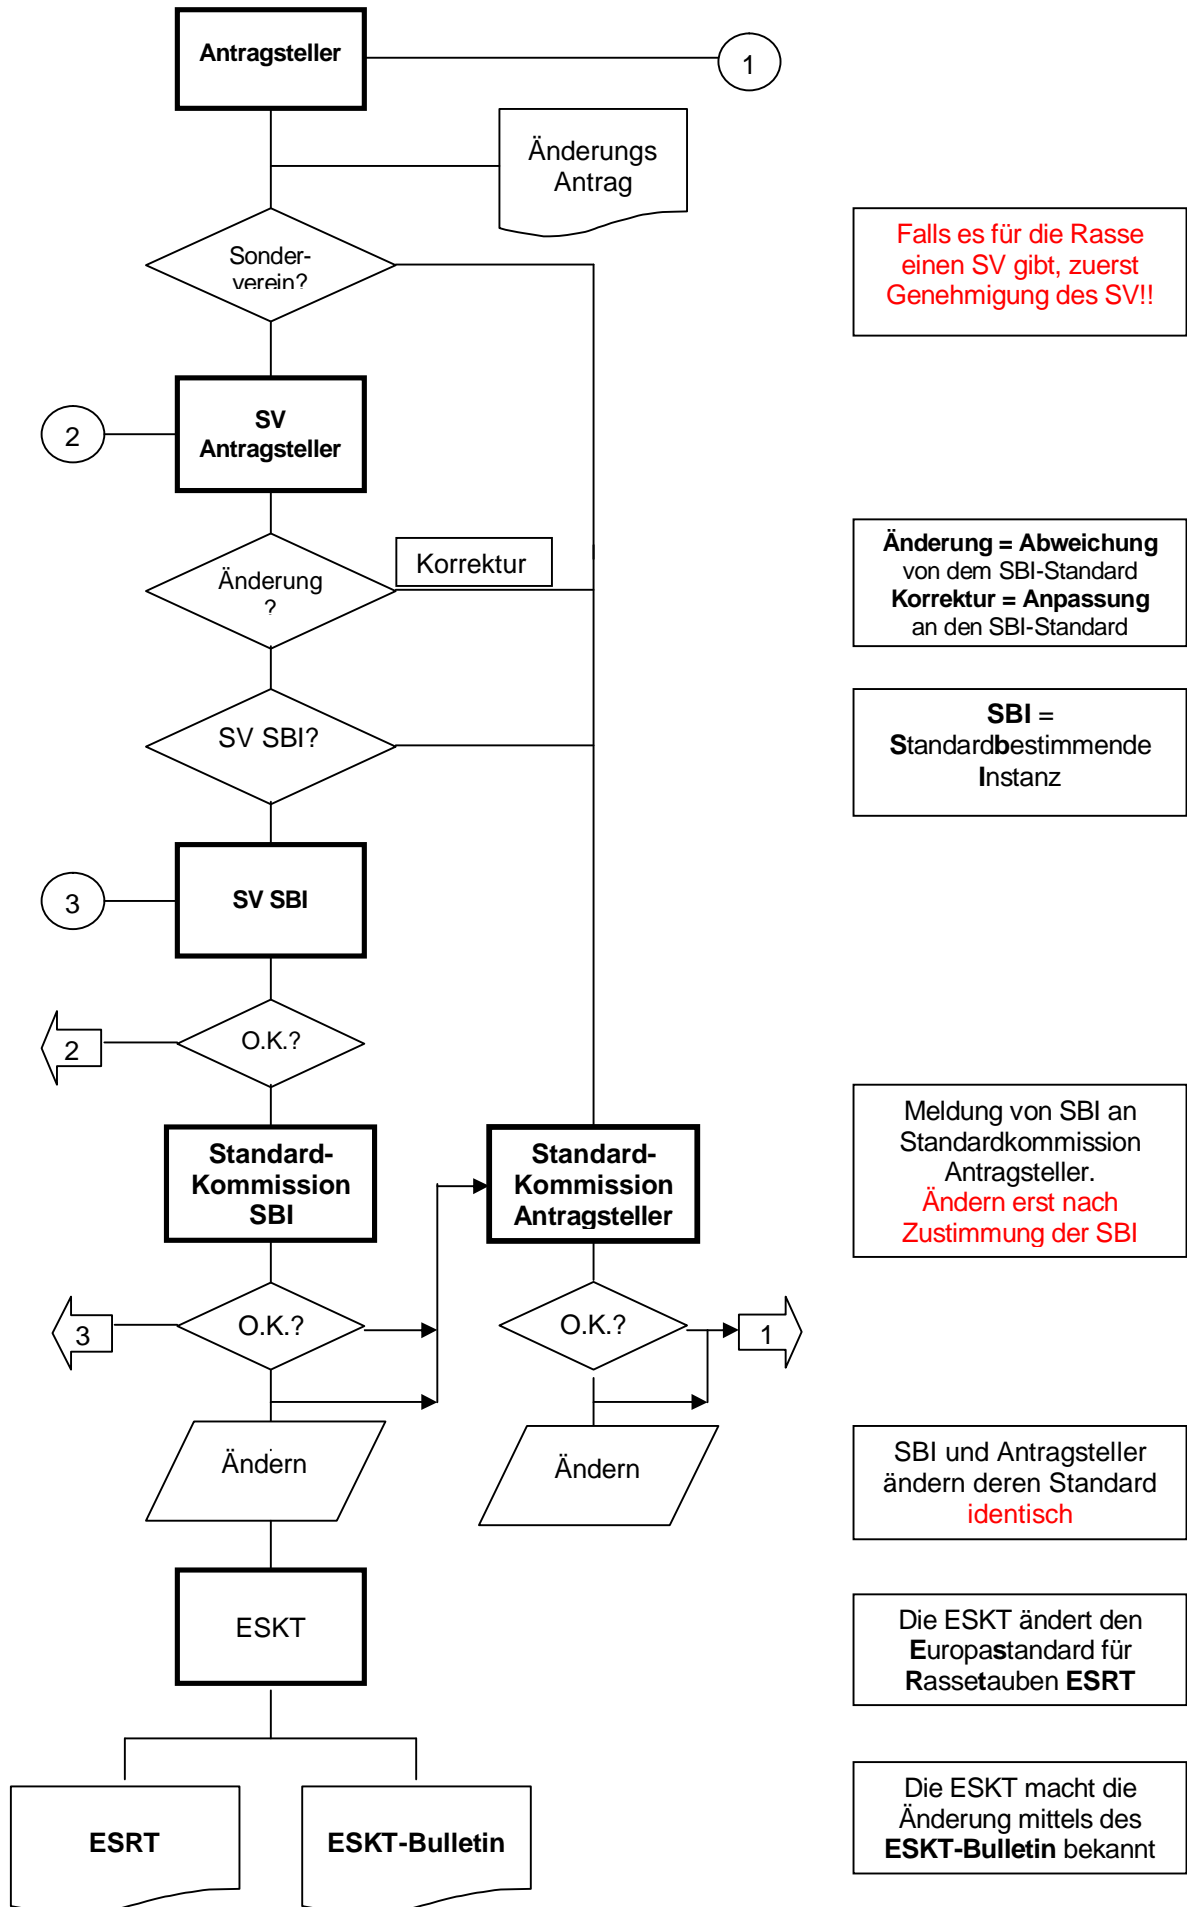 Antragsteller
1
Änderungs
Antrag
Sonder-
verein?
Falls es für die Rasse
einen SV gibt, zuerst
Genehmigung des SV!!
2
SV
Antragsteller
Änderung
?
Korrektur
Änderung = Abweichung
von dem SBI-Standard
Korrektur = Anpassung
an den SBI-Standard
SV SBI?
SBI =
Standardbestimmende
Instanz
3
SV SBI
2
O.K.?
Standard-
Kommission
SBI
Standard-
Kommission
Antragsteller
Meldung von SBI an
Standardkommission
Antragsteller.
Ändern erst nach
Zustimmung der SBI
3
O.K.?
O.K.?
1
Ändern
Ändern
SBI und Antragsteller
ändern deren Standard
identisch
ESKT
Die ESKT ändert den
Europastandard für
Rassetauben ESRT
ESRT
ESKT-Bulletin
Die ESKT macht die
Änderung mittels des
ESKT-Bulletin bekannt